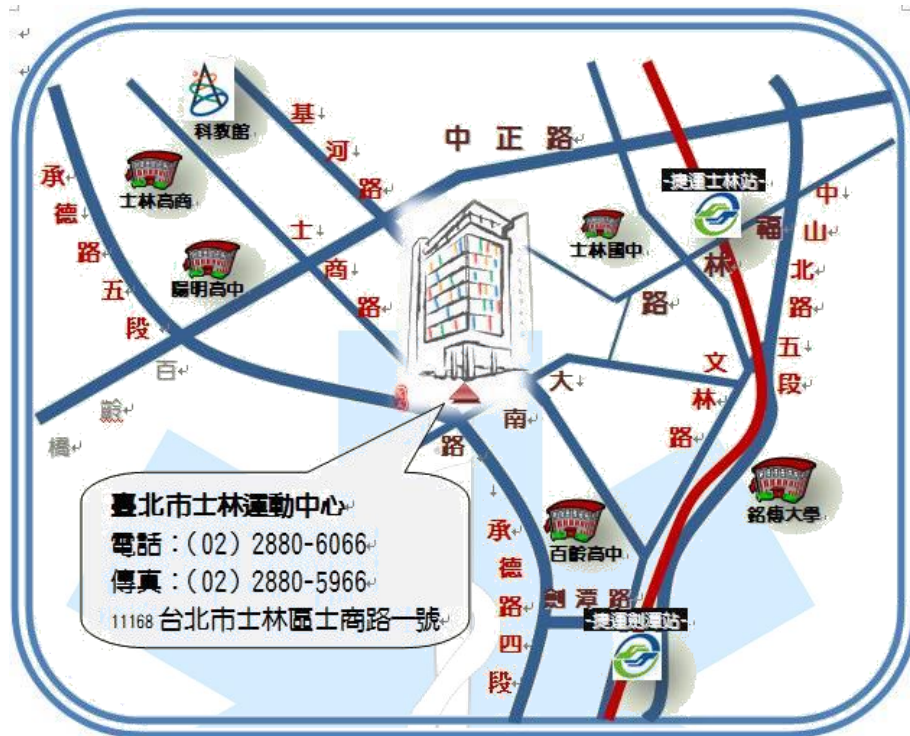 科教館
基河路
中正路
承德路五段
士林高商
士商路
陽明高中
-捷運士林站-
士林國中
中山北路五段
福林路
百齡橋
文林路
大南路
臺北市士林運動中心
電話：(02) 2880-6066
傳真：(02) 2880-5966
11168 台北市士林區士商路一號
銘傳大學
百齡高中
承德路四段
劍潭路
-捷運劍潭站-